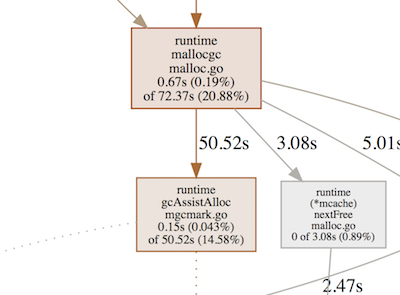 runtime
mallocgc
malloc.go
0.67s (0.19%)
of 72.37s (20.88%)
50.52s
3.08s
5.01s
runtime
gcAssistAlloc
mgcmark.go
0.15s (0.043%)
of 50.52s (14.58%)
runtime
(*mcache)
nextFree
malloc.go
0 of 3.08s (0.89%)
2.47s